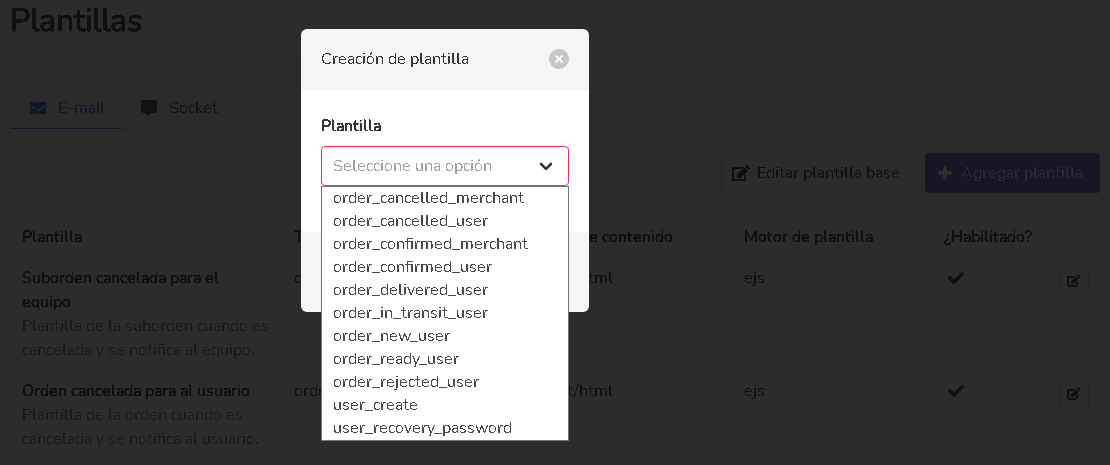 Plantillas
Creación de plantilla
E-mail
Socket
Plantilla
Seleccione una opción
order_cancelled_merchant
order_cancelled_user
order_confirmed_merchant
order_confirmed_user
order_delivered_user
order_in_transit_user
order_new_user
order_ready_user
order_rejected_user
user_create
user_recovery_password
Editar plantilla base
Agregar plantilla
Plantilla
contenido
Motor de plantilla
¿Habilitado?
Suborden cancelada para el
equipo
Plantilla de la suborden cuando es
cancelada y se notifica al equipo.
ejs
Orden cancelada para al usuario
Plantilla de la orden cuando es
cancelada y se notifica al usuario.
/html
ejs